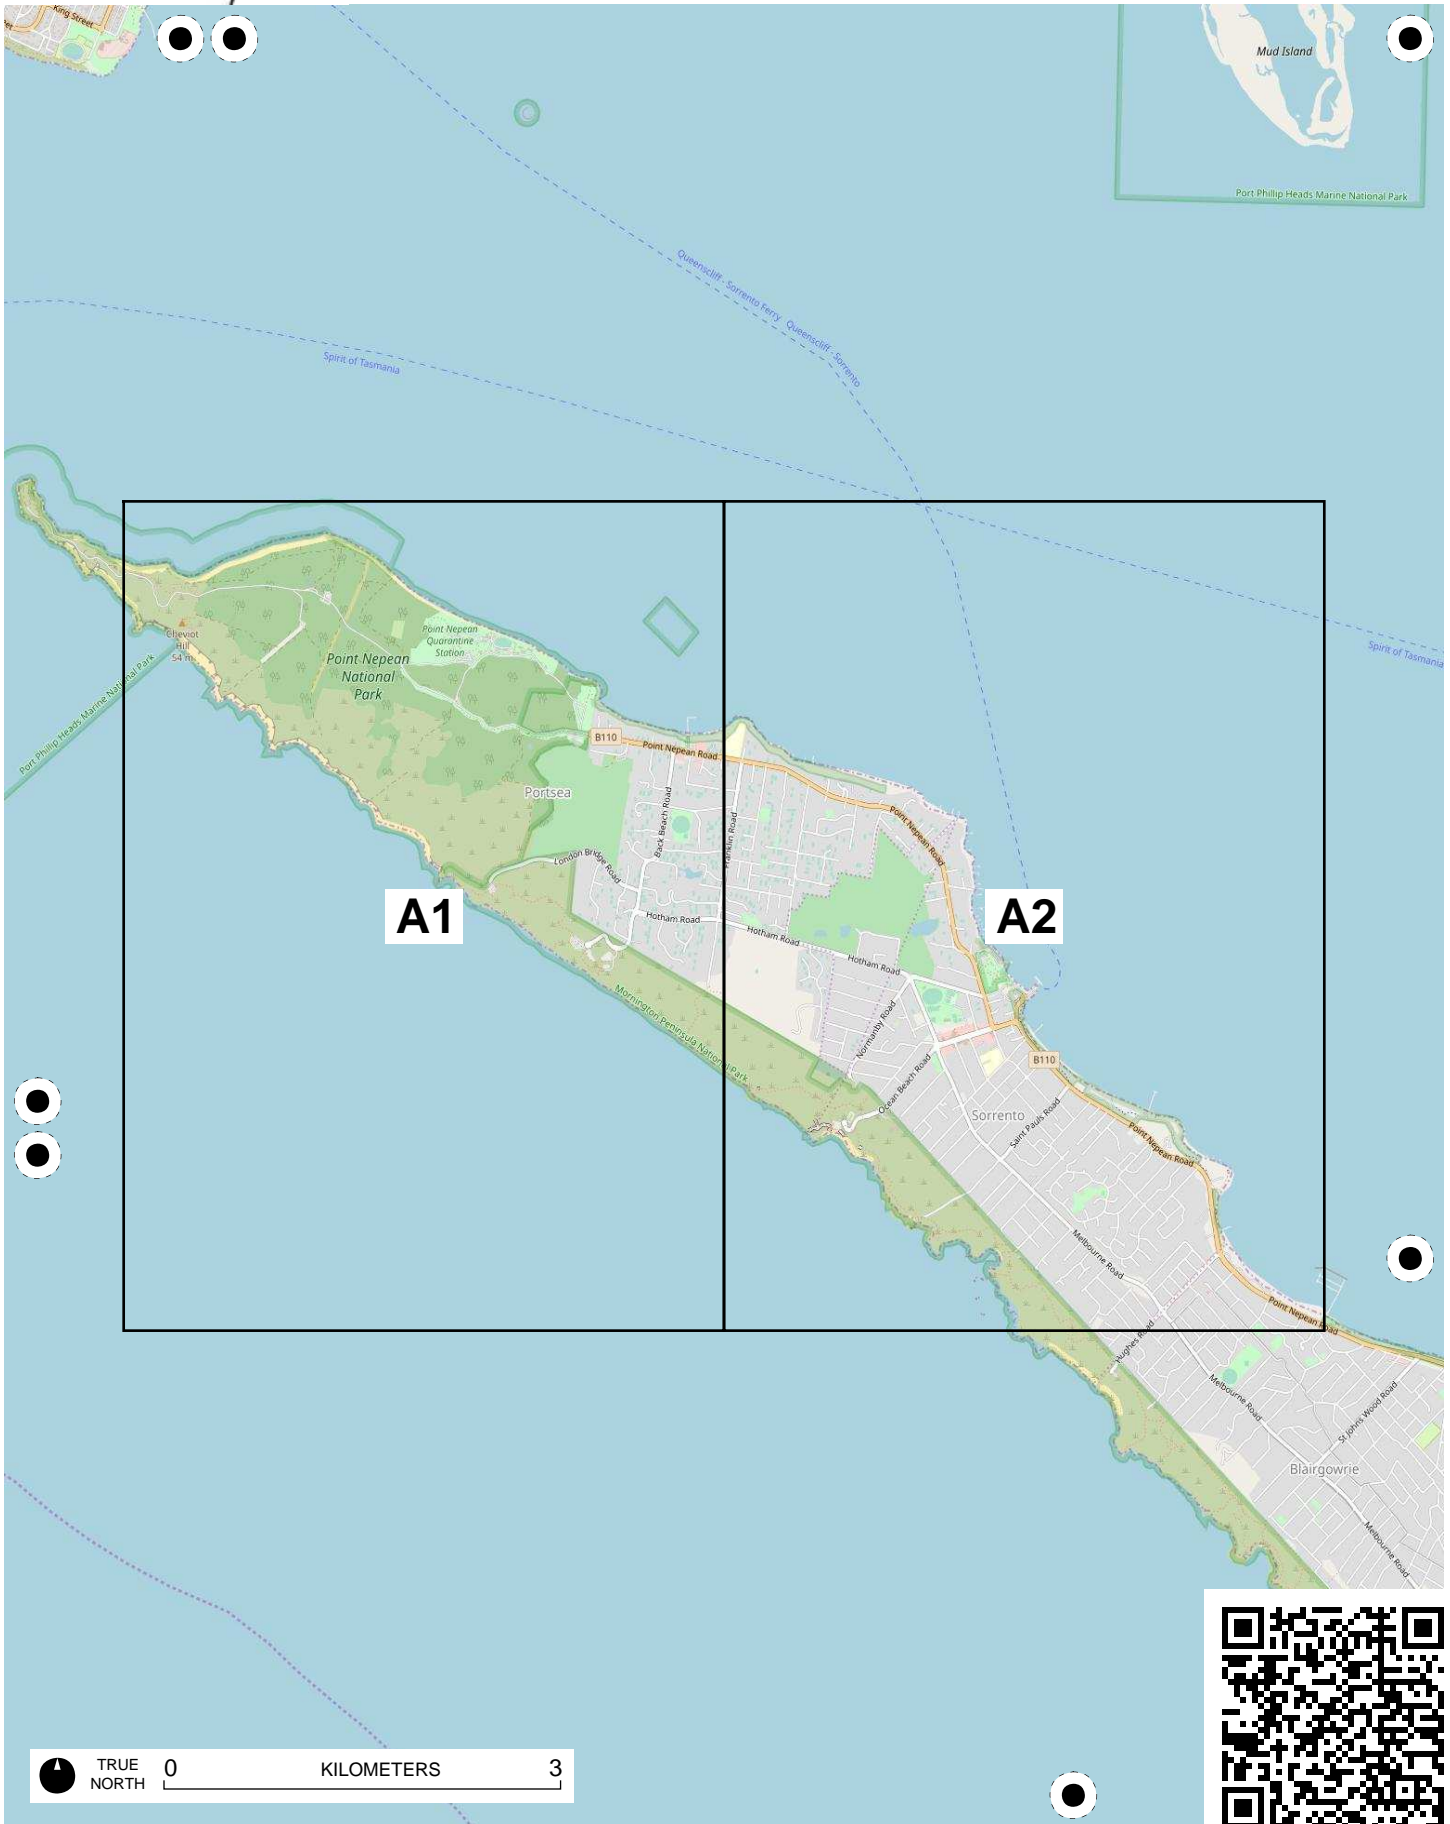 King Street
Mud Island
Port Phillip Heads Marine National Park
Queenscliff - Sorrento Ferry
Queenscliff - Sorrento
Spirit of Tasmania
Spirit of Tasmania
Cheviot
Hill
54 m
Point Nepean
Quarantine
Station
Point Nepean
National
Park
Port Phillip Heads Marine National Park
B110
Point Nepean Road
Portsea
Back Beach Road
Franklin Road
Point Nepean Road
London Bridge Road
A1
A2
Hotham Road
Hotham Road
Hotham Road
Mornington Peninsula National Park
Normanby Road
B110
Ocean Beach Road
Sorrento
Saint Pauls Road
Point Nepean Road
Melbourne Road
Point Nepean Road
Hughes Road
Melbourne Road
St Johns Wood Road
Blairgowrie
Melbourne Road
TRUE
NORTH
0 KILOMETERS 3